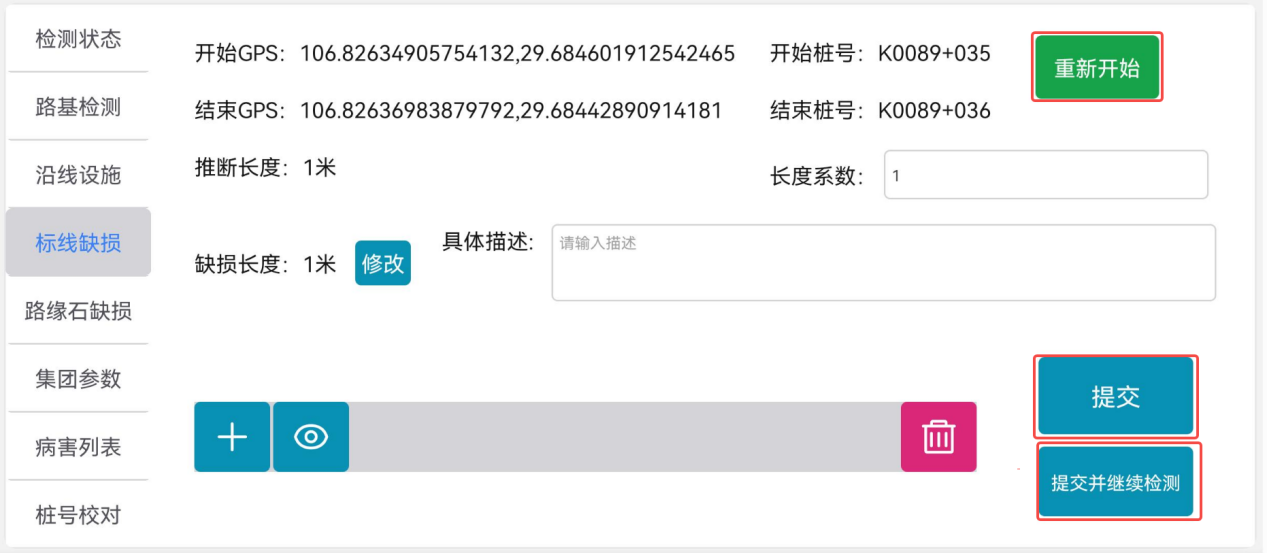 检测状态
路基检测
沿线设施
标线缺损
路缘石缺损
集团参数
病害列表
桩号校对
开始GPS: 106.82634905754132,29.684601912542465
开始桩号: K0089+035
重新开始
结束GPS: 106.82636983879792,29.68442890914181
结束桩号: K0089+036
推断长度: 1米
长度系数: 1
缺损长度: 1米
修改
具体描述: 请输入描述
提交
提交并继续检测